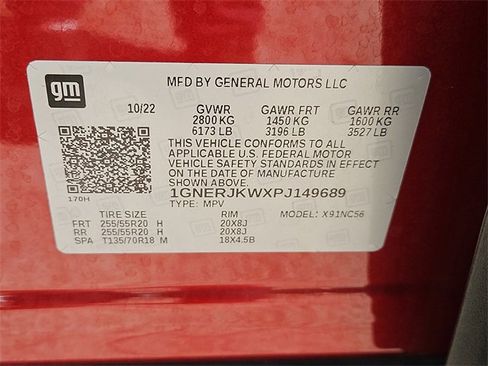 gm
MFD BY GENERAL MOTORS LLC
10/22 GVWR GAWR FRT GAWR RR
2800 KG 1450 KG 1600 KG
6173 LB 3196 LB 3527 LB
THIS VEHICLE CONFORMS TO ALL
APPLICABLE U.S. FEDERAL MOTOR
VEHICLE SAFETY STANDARDS IN EFFECT
ON THE DATE OF MANUFACTURE
SHOWN ABOVE.
170H 1GNERJKWXPJ149689
TYPE: MPV
TIRE SIZE RIM MODEL: X91NC56
FRT 255/55R20 H 20X8J
RR 255/55R20 H 20X8J
SPA T135/70R18 M 18X4.5B